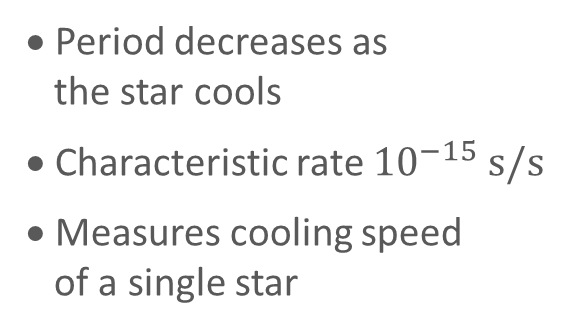 • Period decreases as
the star cools
• Characteristic rate 10⁻¹⁵ s/s
• Measures cooling speed
of a single star